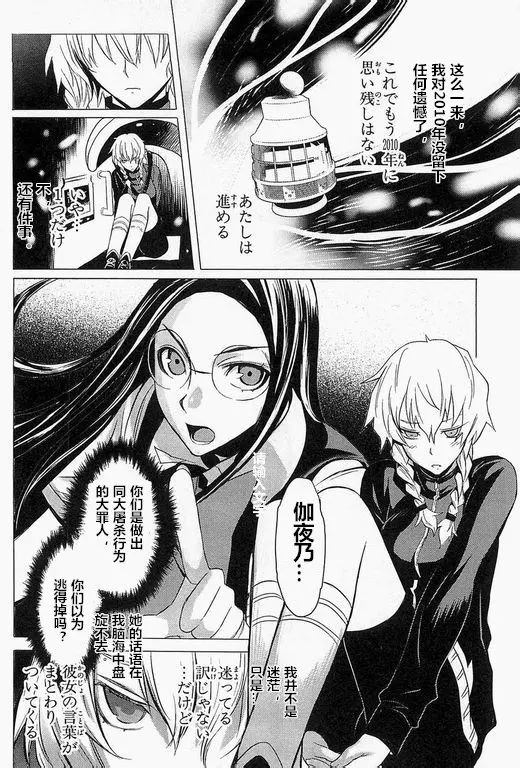 这么一来，
我对2010年没留下
任何遗憾了，
これでもう2010年に
思い残しはない
あたしは
進める
いや…
1つだけ
不，
还有件事。
伽夜乃…
请输入文字
你们是做出
同大屠杀行为
的大罪人，
你们以为
逃得掉吗？
我并不是
迷茫
只是…
迷ってる
訳じゃない
…だけど
她的话语在
我脑海中盘
旋不去
彼女の言葉が
まとわり
ついてくる